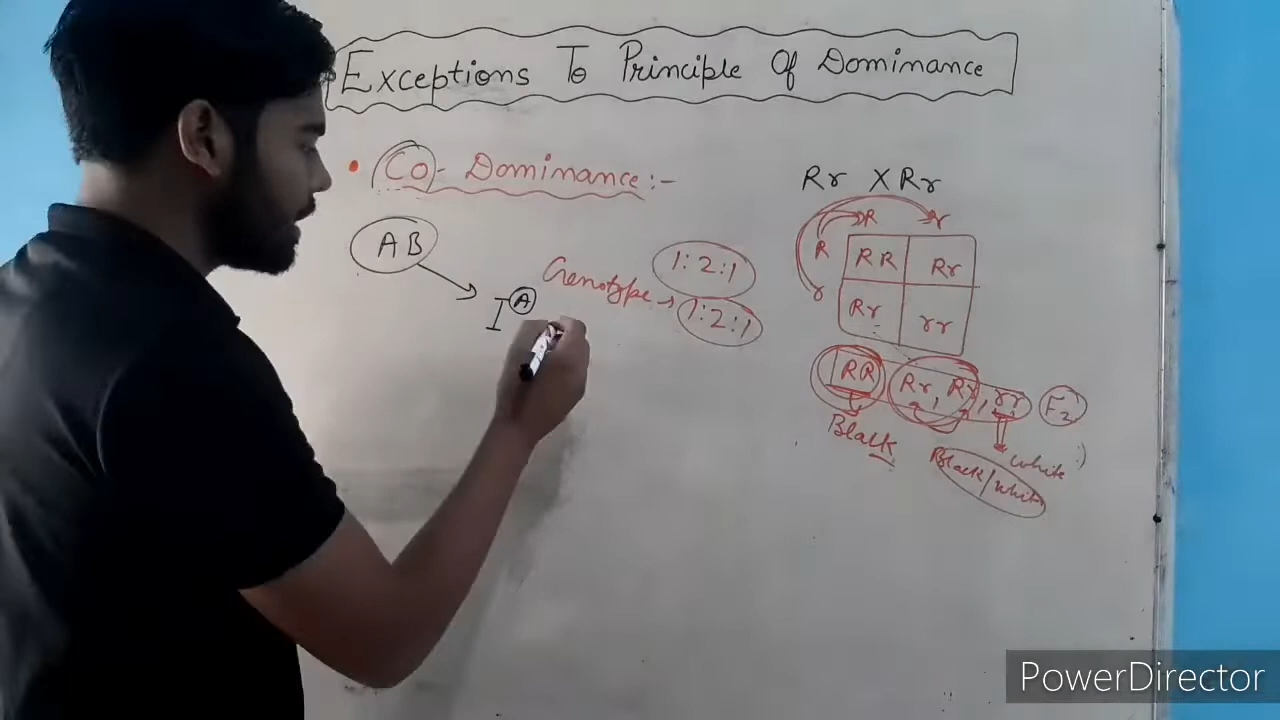 Exceptions To Principle Of Dominance
• Co - Dominance :-
AB
I A
Genotype → 1:2:1
1:2:1
Rr X Rr
R r
R RR Rr
r Rr rr
RR Rr, Rr, rr F2
Black
white
Black/white
PowerDirector